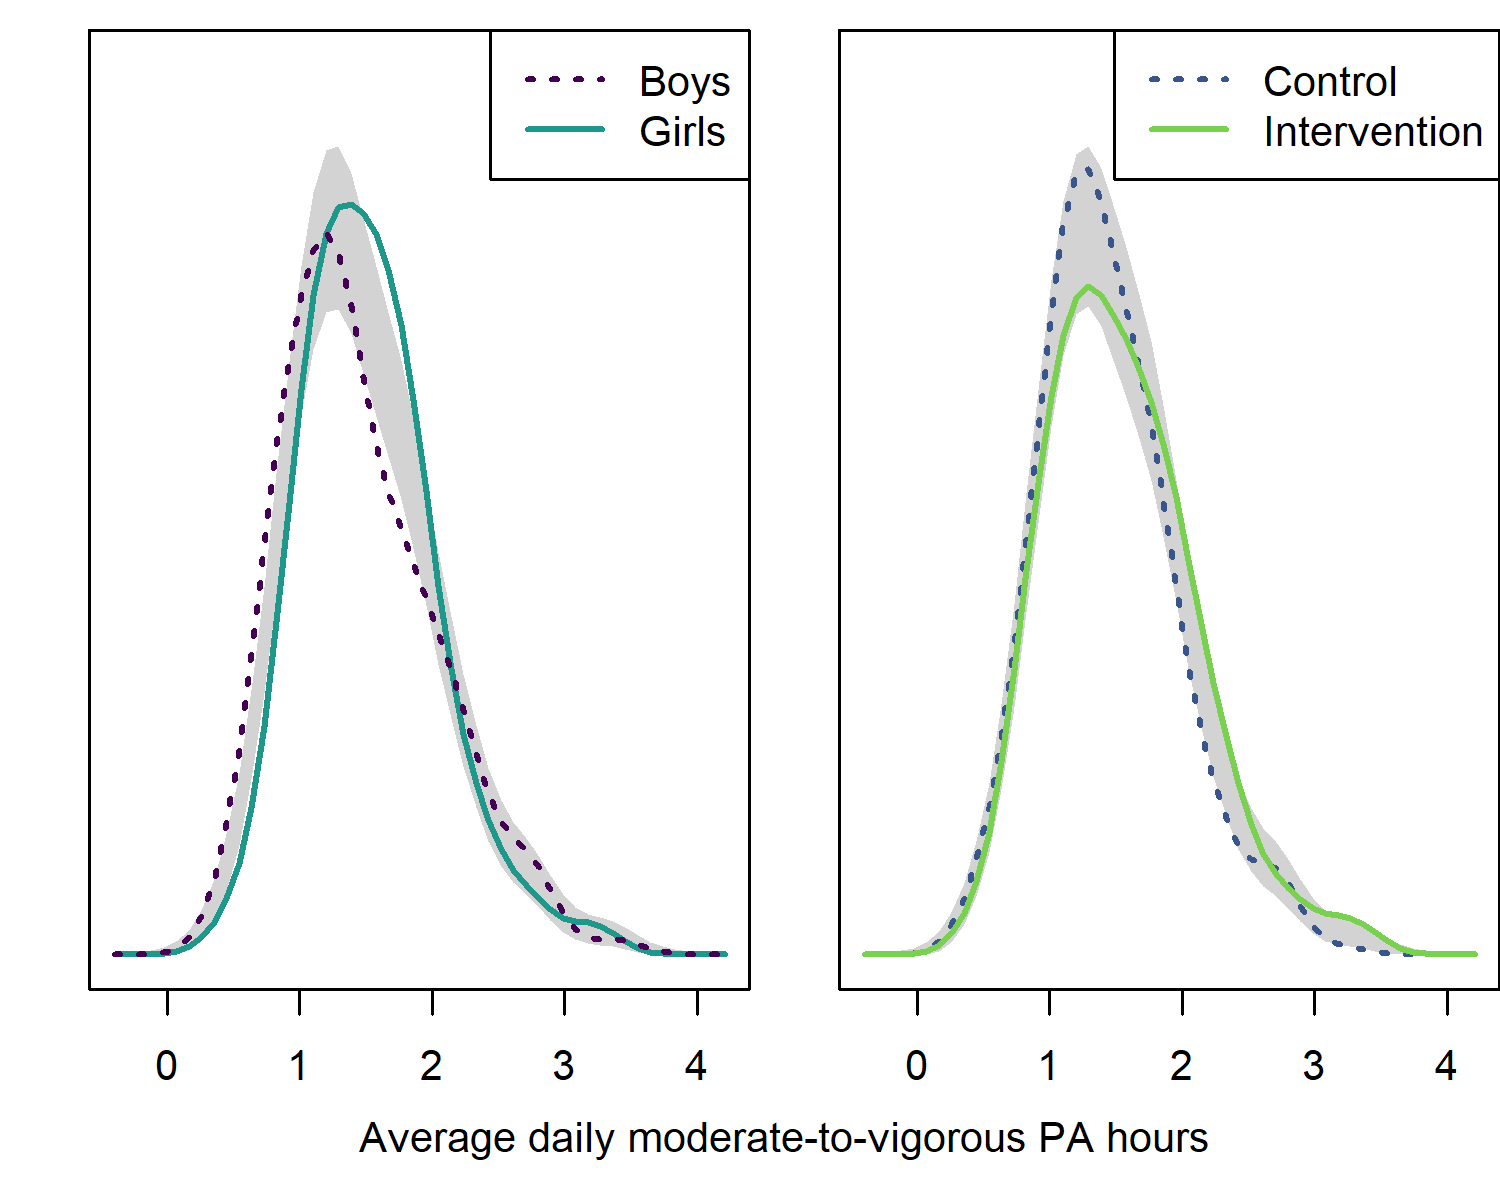 Boys
Girls
Control
Intervention
0 1 2 3 4
0 1 2 3 4
Average daily moderate-to-vigorous PA hours